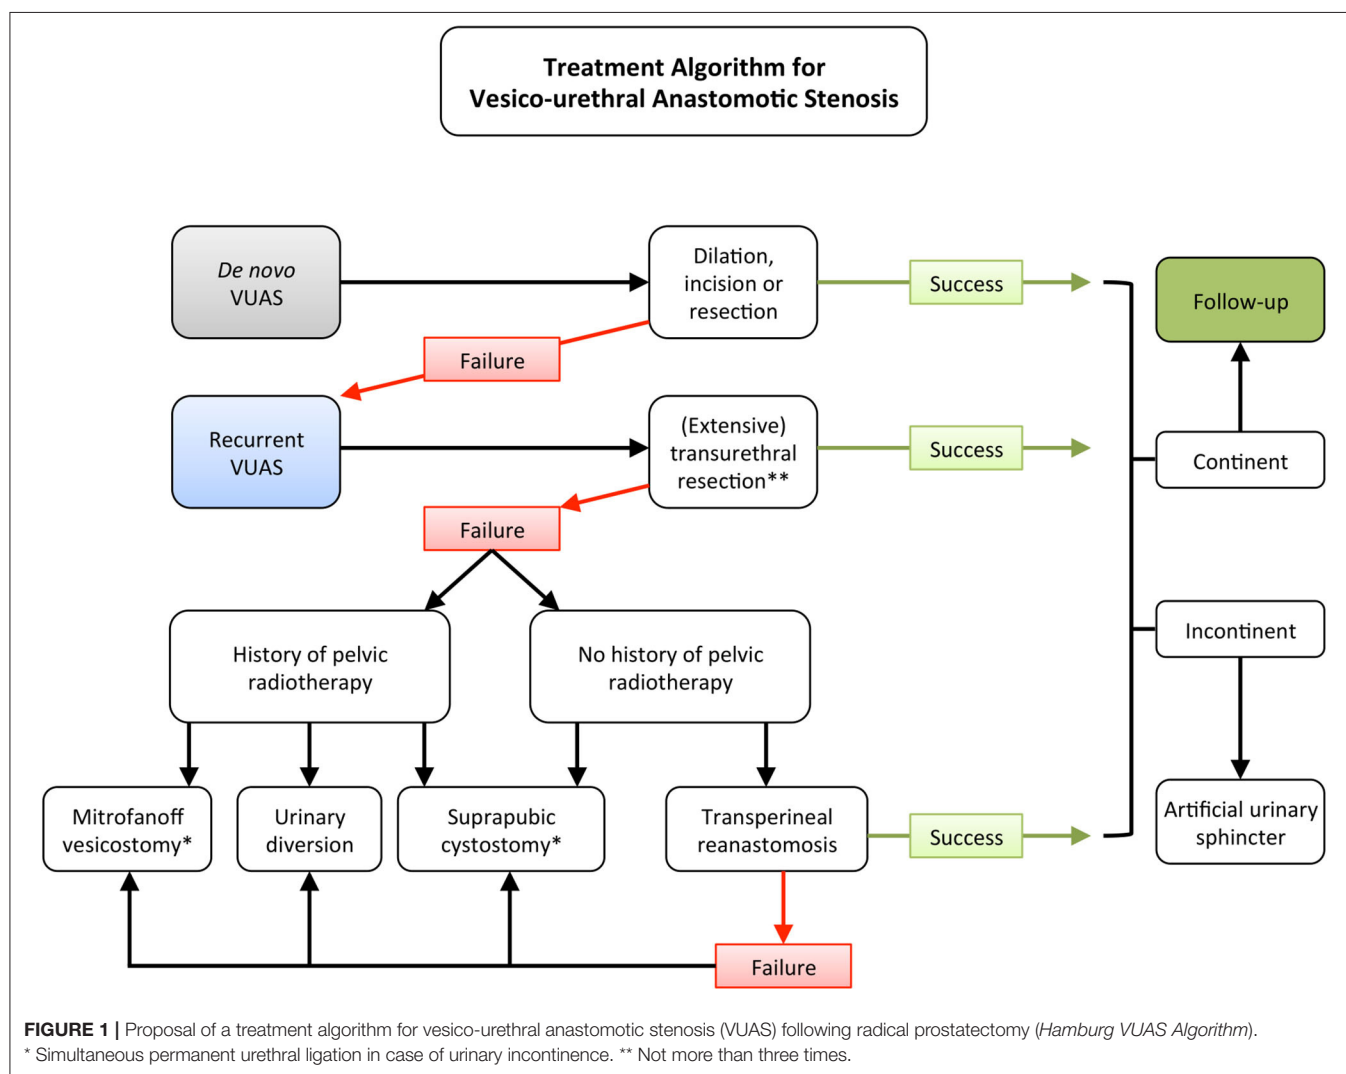 Treatment Algorithm for
Vesico-urethral Anastomotic Stenosis
De novo
VUAS
Dilation,
incision or
resection
Success
Follow-up
Failure
Recurrent
VUAS
(Extensive)
transurethral
resection**
Success
Continent
Failure
History of pelvic
radiotherapy
No history of pelvic
radiotherapy
Incontinent
Mitrofanoff
vesicostomy*
Urinary
diversion
Suprapubic
cystostomy*
Transperineal
reanastomosis
Success
Artificial urinary
sphincter
Failure
FIGURE 1 | Proposal of a treatment algorithm for vesico-urethral anastomotic stenosis (VUAS) following radical prostatectomy (Hamburg VUAS Algorithm).
* Simultaneous permanent urethral ligation in case of urinary incontinence. ** Not more than three times.